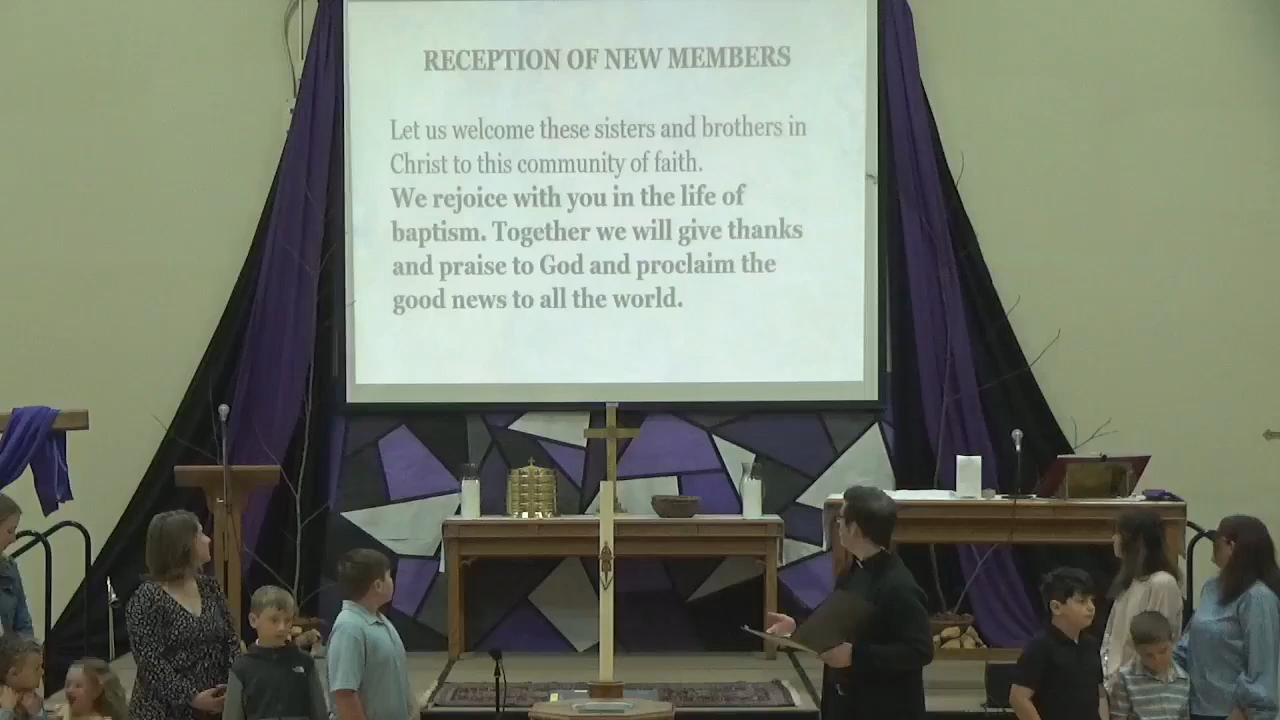 RECEPTION OF NEW MEMBERS
Let us welcome these sisters and brothers in
Christ to this community of faith.
We rejoice with you in the life of
baptism. Together we will give thanks
and praise to God and proclaim the
good news to all the world.